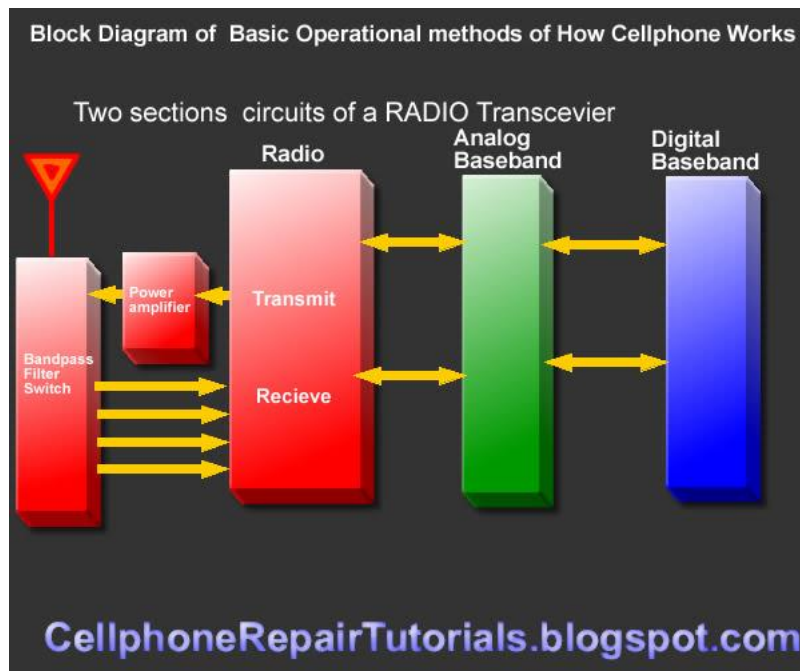 Block Diagram of Basic Operational methods of How Cellphone Works
Two sections circuits of a RADIO Transcevier
Radio
Analog
Baseband
Digital
Baseband
Power
amplifier
Transmit
Bandpass
Filter
Switch
Recieve
CellphoneRepairTutorials.blogspot.com